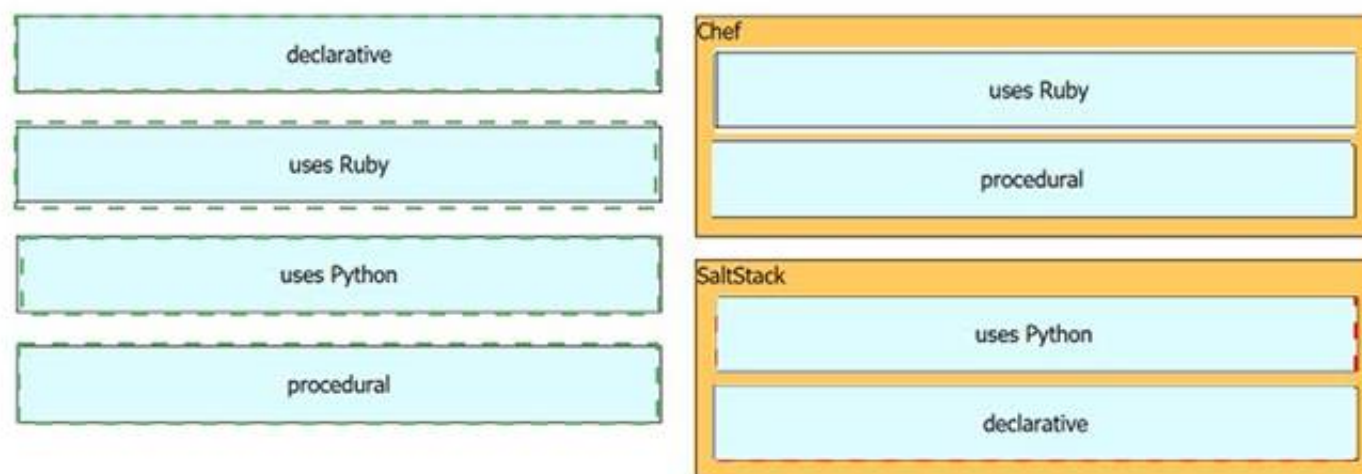 declarative
uses Ruby
uses Python
procedural
Chef
uses Ruby
procedural
SaltStack
uses Python
declarative